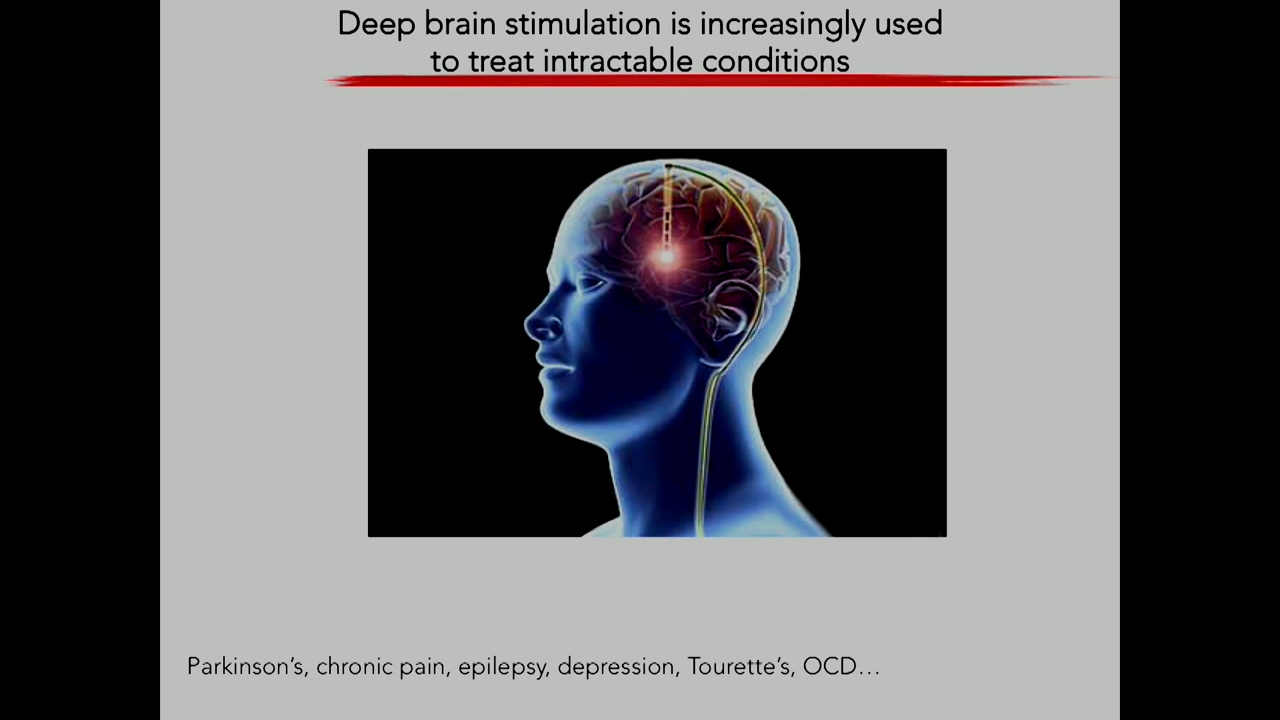 Deep brain stimulation is increasingly used
to treat intractable conditions
Parkinson’s, chronic pain, epilepsy, depression, Tourette’s, OCD…